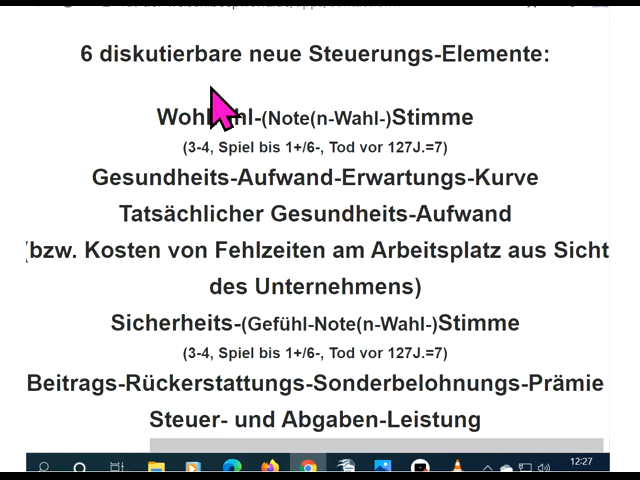 6 diskutierbare neue Steuerungs-Elemente:
(Note(n-Wahl-)Stimme
(3-4, Spiel bis 1+/6-, Tod vor 127J.=7)
Gesundheits-Aufwand-Erwartungs-Kurve
Tatsächlicher Gesundheits-Aufwand
(bzw. Kosten von Fehlzeiten am Arbeitsplatz aus Sicht
des Unternehmens)
Sicherheits-(Gefühl-Note(n-Wahl-)Stimme
(3-4, Spiel bis 1+/6-, Tod vor 127J.=7)
Beitrags-Rückerstattungs-Sonderbelohnungs-Prämie
Steuer- und Abgaben-Leistung
12:27